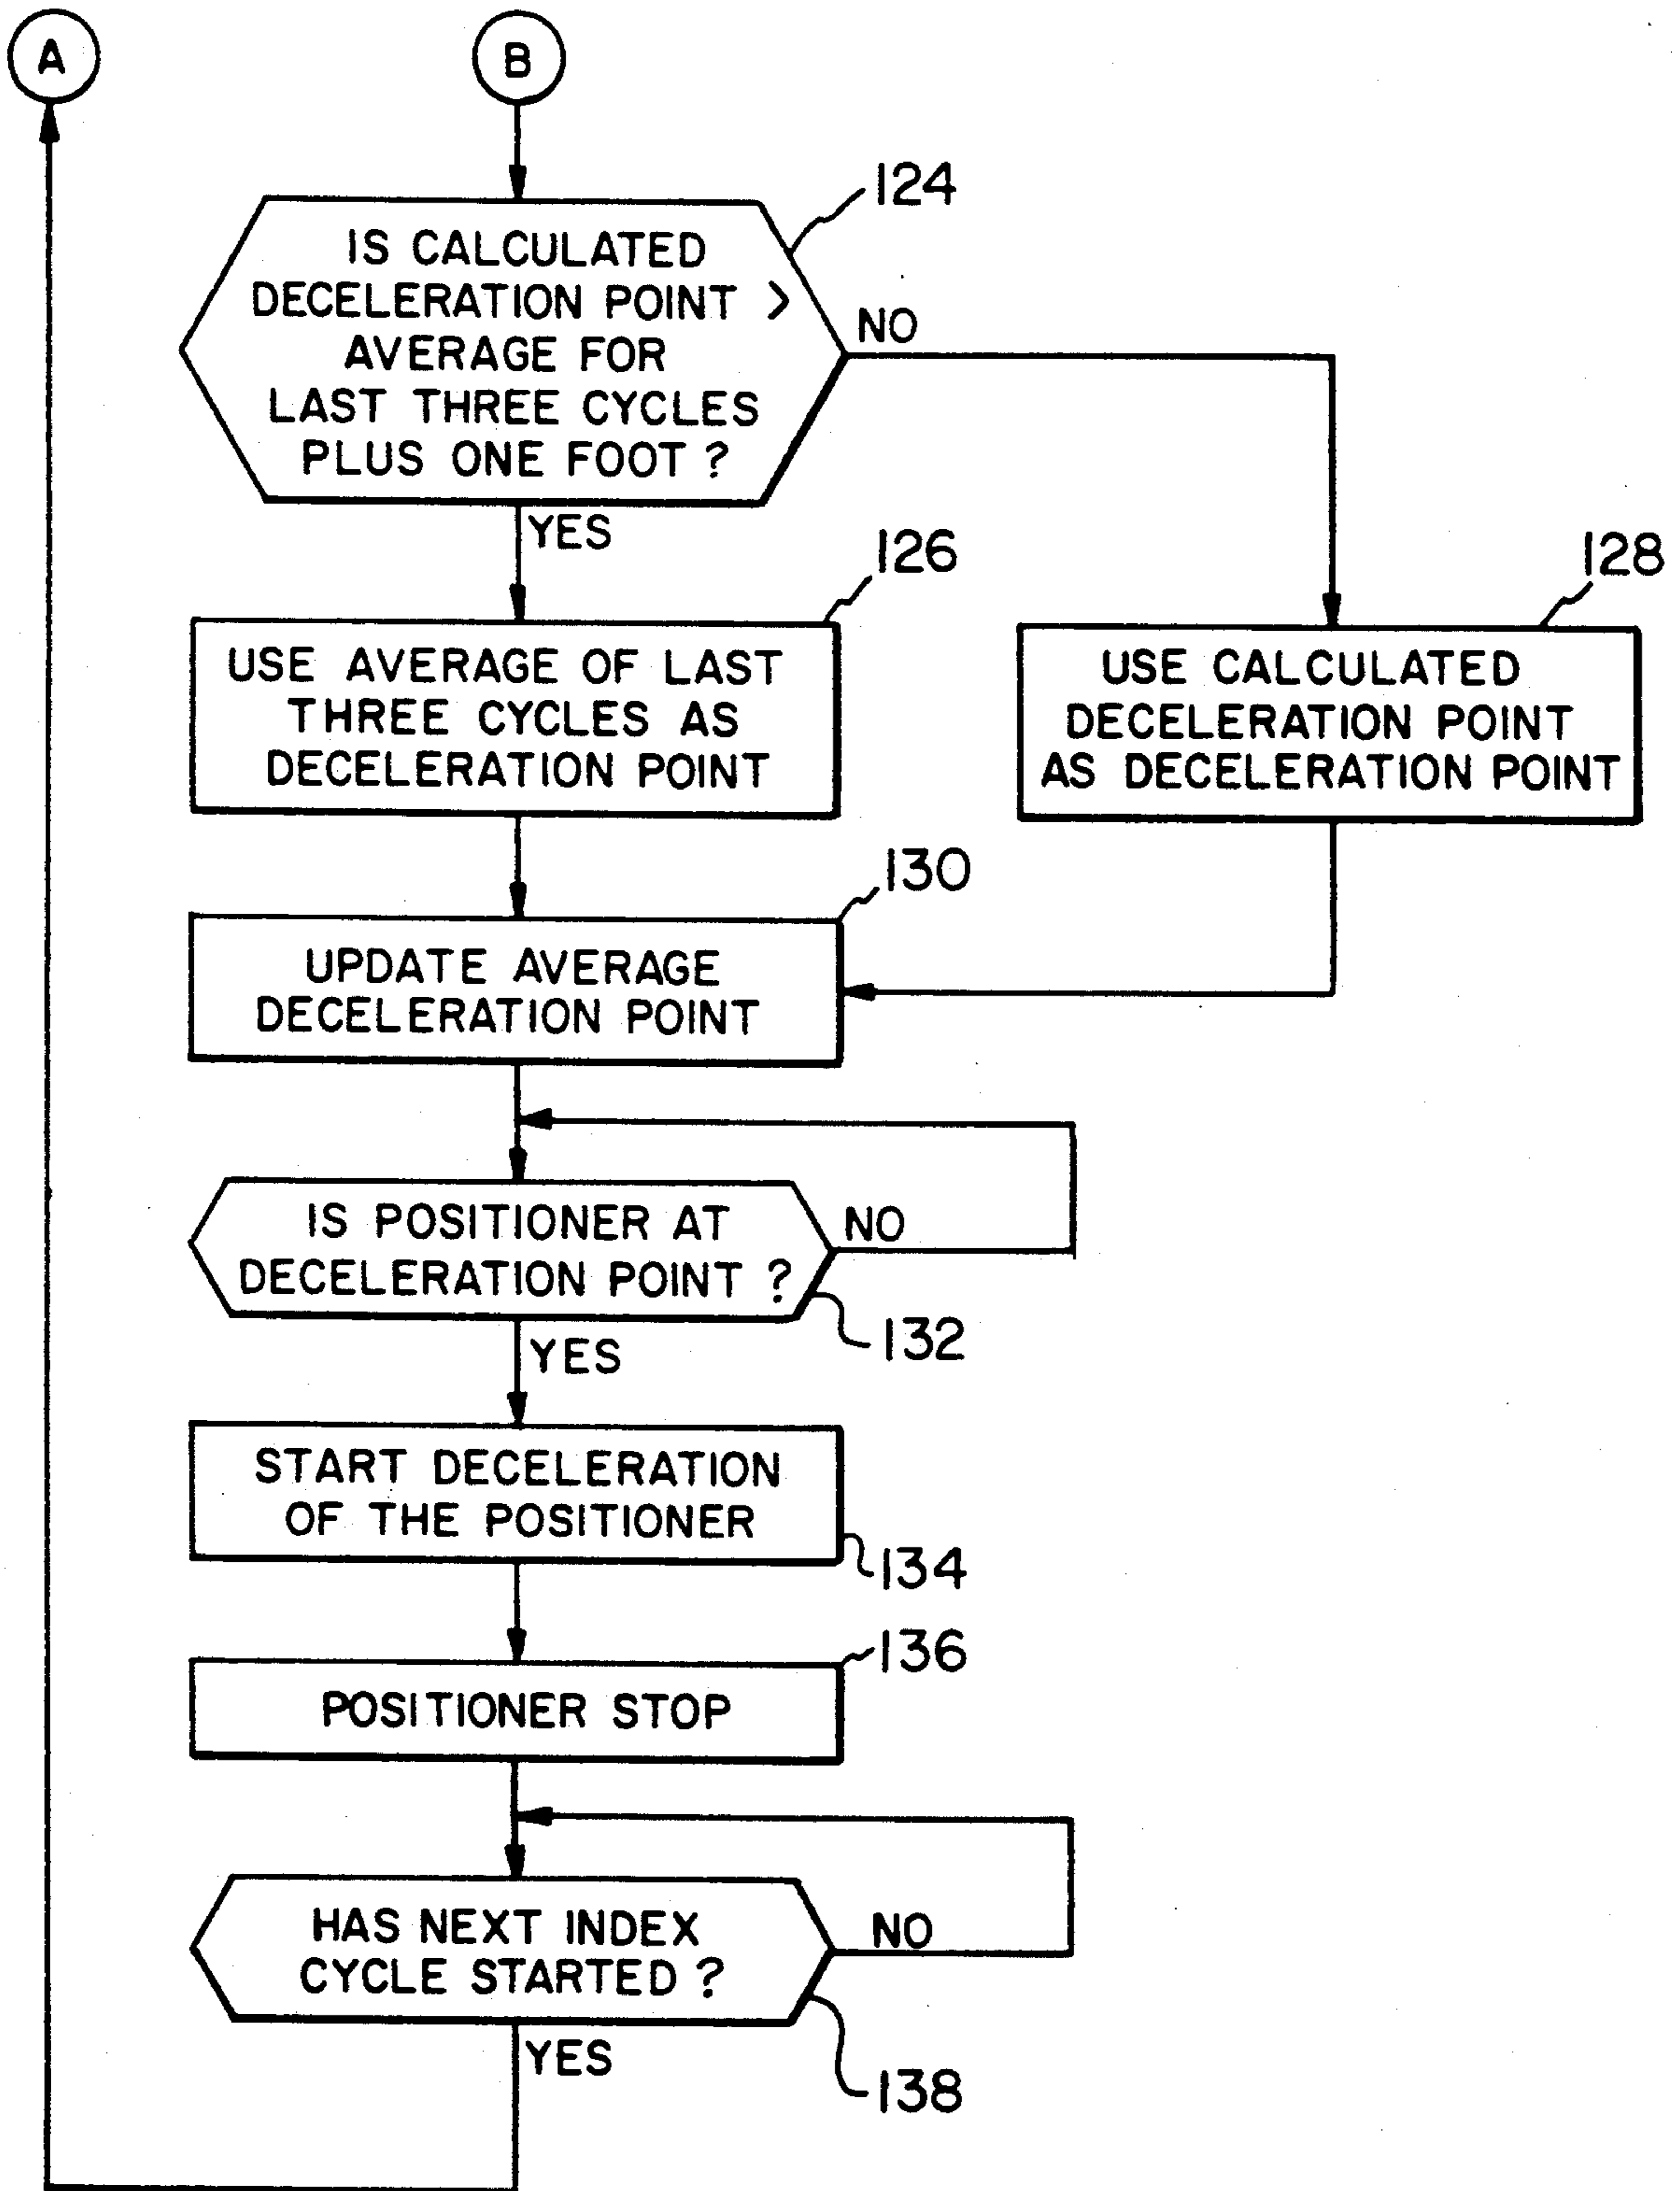 A
B
124
IS CALCULATED
DECELERATION POINT >
AVERAGE FOR
LAST THREE CYCLES
PLUS ONE FOOT ?
NO
YES
126
128
USE AVERAGE OF LAST
THREE CYCLES AS
DECELERATION POINT
USE CALCULATED
DECELERATION POINT
AS DECELERATION POINT
130
UPDATE AVERAGE
DECELERATION POINT
IS POSITIONER AT
DECELERATION POINT ?
NO
132
YES
START DECELERATION
OF THE POSITIONER
134
136
POSITIONER STOP
HAS NEXT INDEX
CYCLE STARTED ?
NO
YES
138